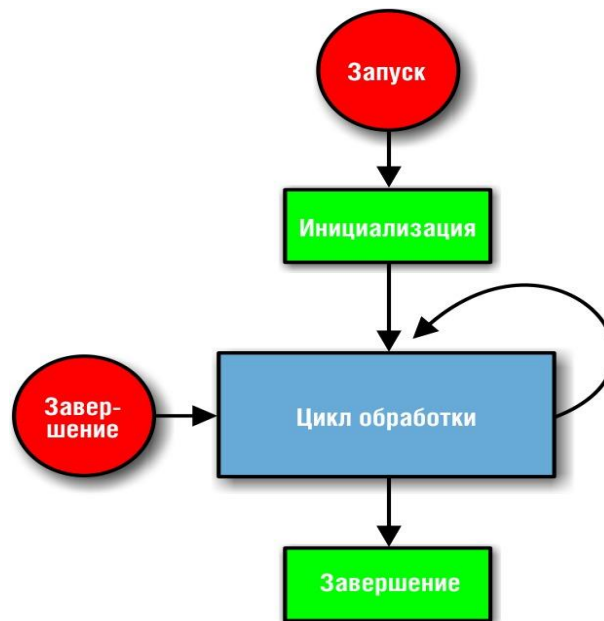 Запуск
Инициализация
Цикл обработки
Завер-
шение
Завершение